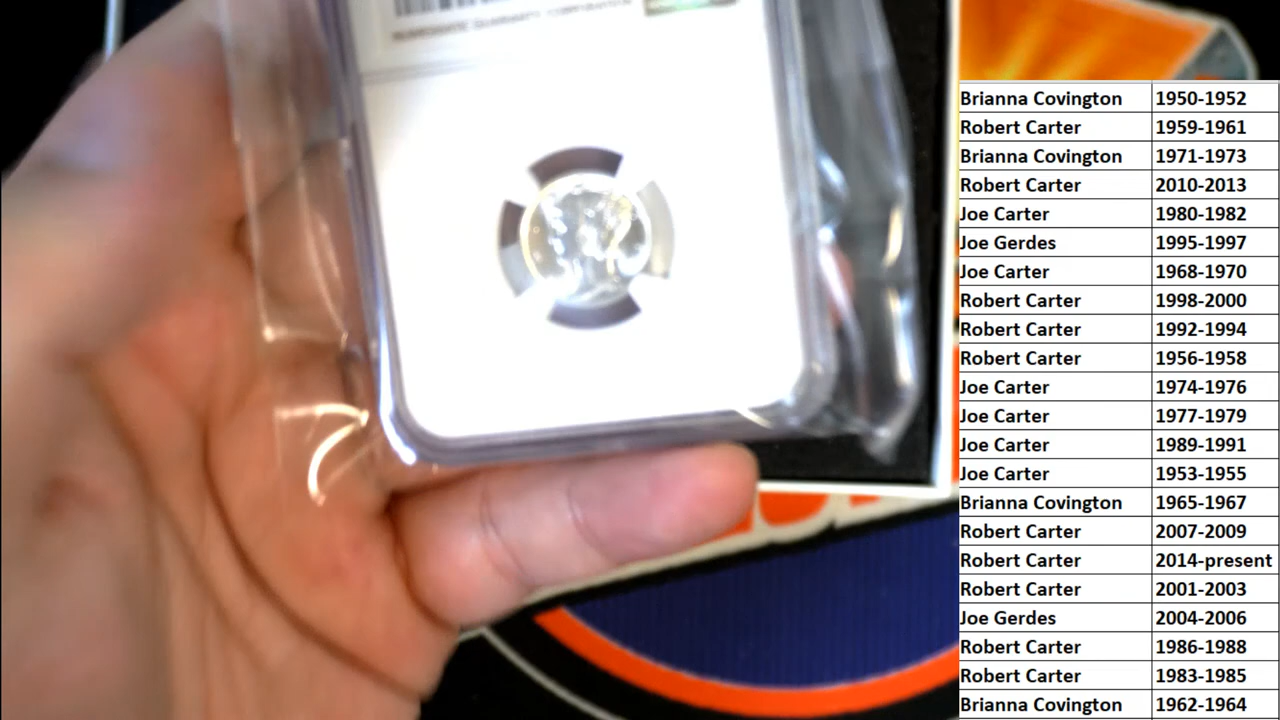 NUMISMATIC GUARANTY CORPORATION
Brianna Covington 1950-1952
Robert Carter 1959-1961
Brianna Covington 1971-1973
Robert Carter 2010-2013
Joe Carter 1980-1982
Joe Gerdes 1995-1997
Joe Carter 1968-1970
Robert Carter 1998-2000
Robert Carter 1992-1994
Robert Carter 1956-1958
Joe Carter 1974-1976
Joe Carter 1977-1979
Joe Carter 1989-1991
Joe Carter 1953-1955
Brianna Covington 1965-1967
Robert Carter 2007-2009
Robert Carter 2014-present
Robert Carter 2001-2003
Joe Gerdes 2004-2006
Robert Carter 1986-1988
Robert Carter 1983-1985
Brianna Covington 1962-1964